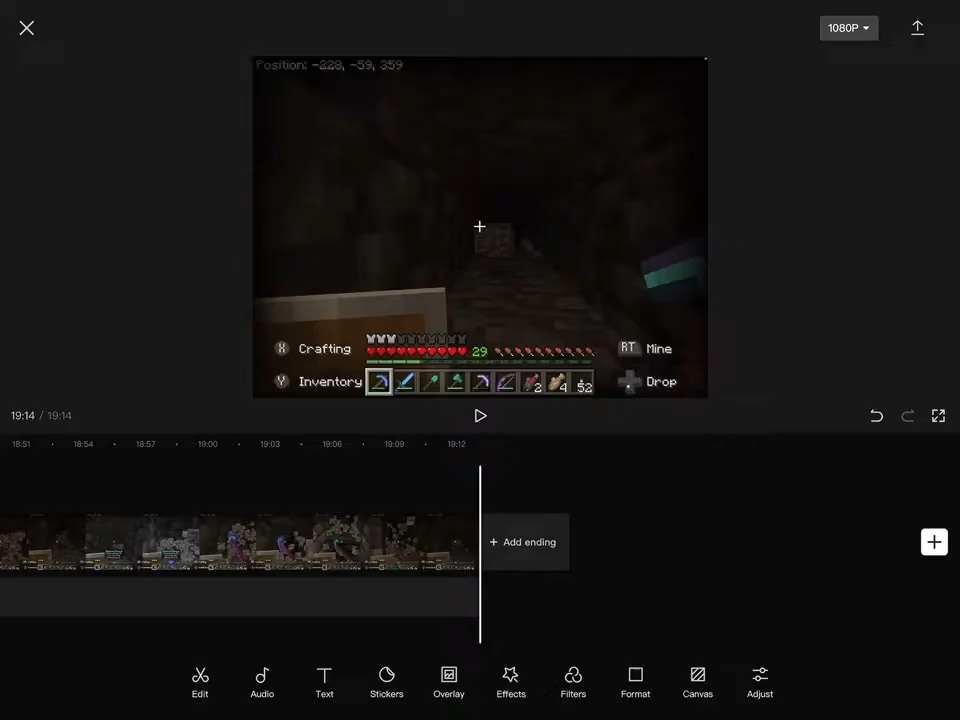 1080P
Position: -228, -59, 359
29
X Crafting
RT Mine
Y Inventory
2 4 52
Drop
19:14 / 19:14
18:51 18:54 18:57 19:00 19:03 19:06 19:09 19:12
+ Add ending
Edit Audio Text Stickers Overlay Effects Filters Format Canvas Adjust